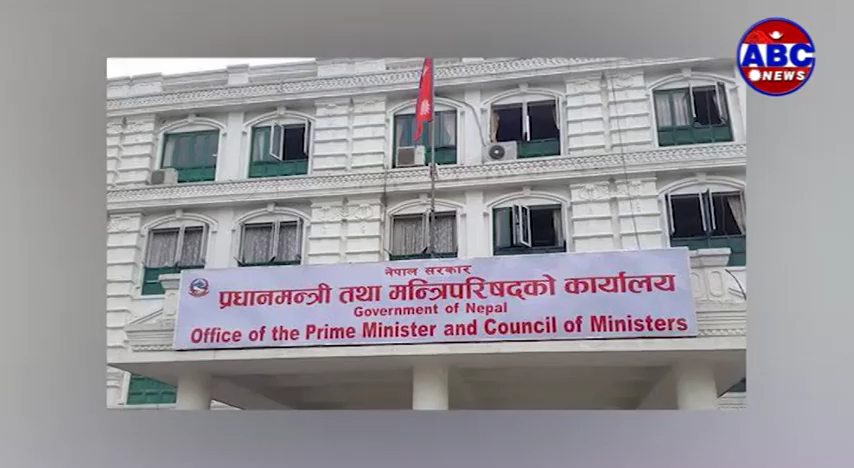 ABC
NEWS
नेपाल सरकार
प्रधानमन्त्री तथा मन्त्रिपरिषद्को कार्यालय
Government of Nepal
Office of the Prime Minister and Council of Ministers